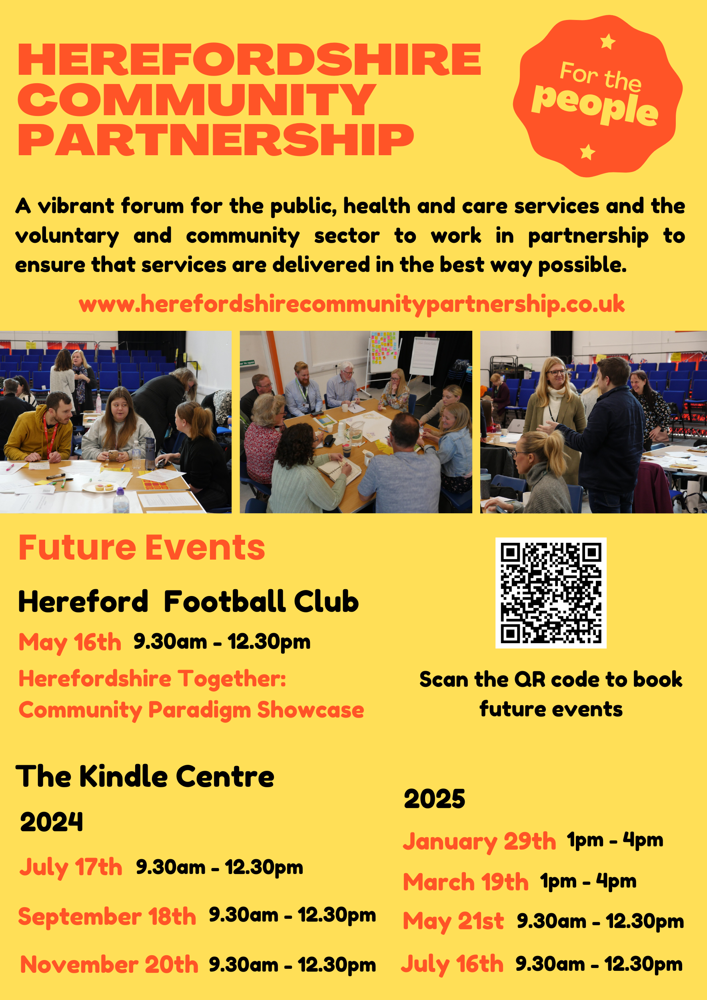 HEREFORDSHIRE
COMMUNITY
PARTNERSHIP
For the
people
A vibrant forum for the public, health and care services and the
voluntary and community sector to work in partnership to
ensure that services are delivered in the best way possible.
www.herefordshirecommunitypartnership.co.uk
Future Events
Hereford Football Club
May 16th 9.30am - 12.30pm
Herefordshire Together:
Community Paradigm Showcase
Scan the QR code to book
future events
The Kindle Centre
2024
July 17th 9.30am - 12.30pm
September 18th 9.30am - 12.30pm
November 20th 9.30am - 12.30pm
2025
January 29th 1pm - 4pm
March 19th 1pm - 4pm
May 21st 9.30am - 12.30pm
July 16th 9.30am - 12.30pm